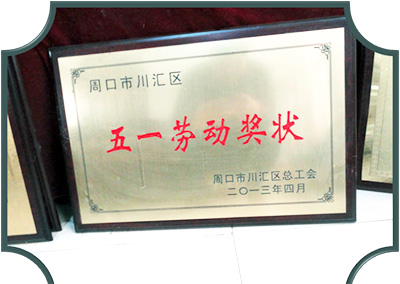 周口市川汇区
五一劳动奖状
周口市川汇区总工会
二〇一三年四月